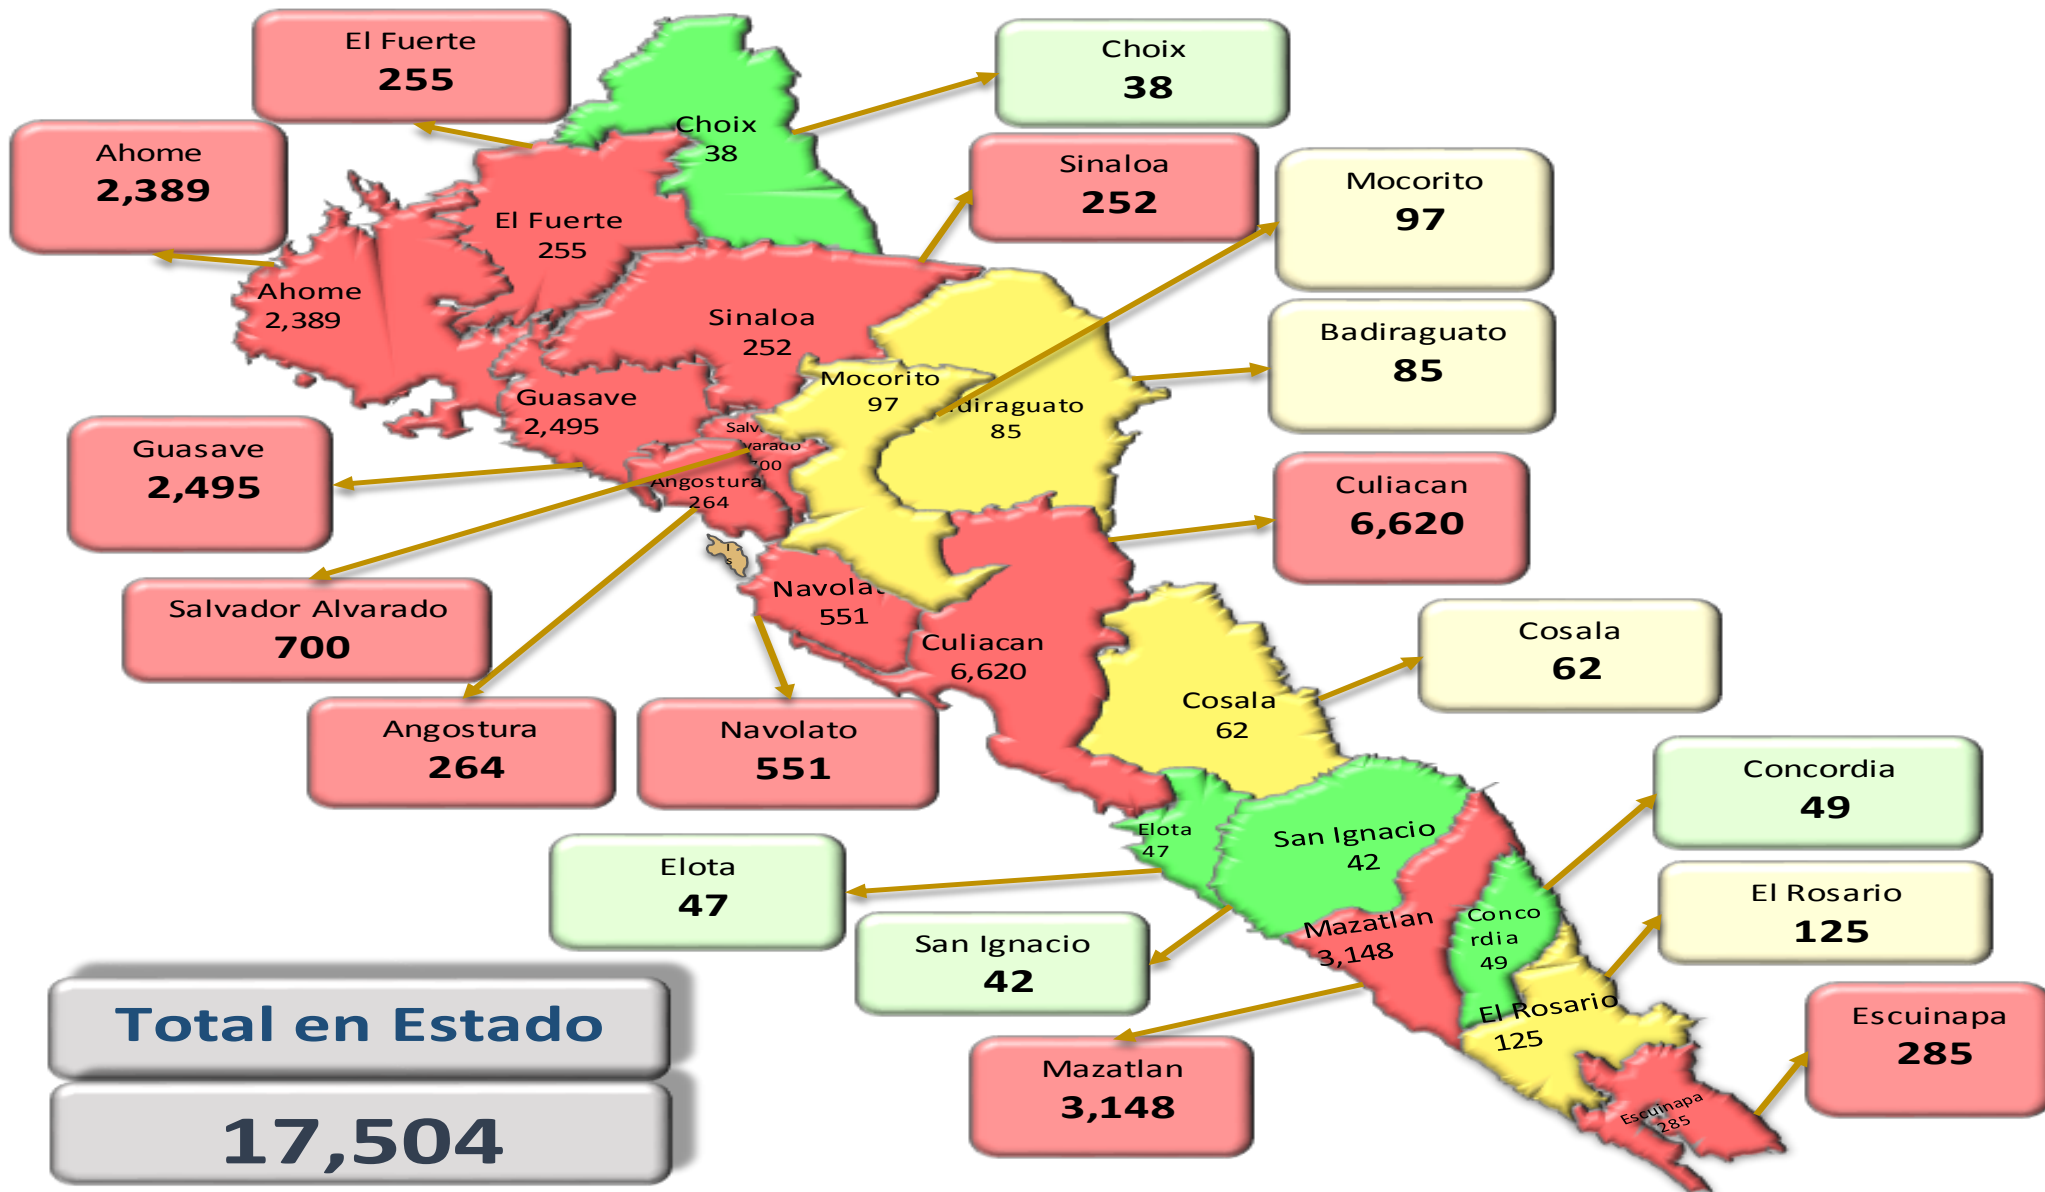 El Fuerte
255
Choix
38
Ahome
2,389
Sinaloa
252
Mocorito
97
Badiraguato
85
Guasave
2,495
Culiacan
6,620
Salvador Alvarado
700
Cosala
62
Angostura
264
Navolato
551
Concordia
49
Elota
47
El Rosario
125
San Ignacio
42
Escuinapa
285
Mazatlan
3,148
Choix
38
El Fuerte
255
Ahome
2,389
Sinaloa
252
Mocorito
97
diraguato
85
Guasave
2,495
Salv
varado
700
Angostura
264
Navolat
551
Culiacan
6,620
Cosala
62
Elota
47
San Ignacio
42
Mazatlan
3,148
Conco
rdia
49
El Rosario
125
Escuinapa
285
Total en Estado
17,504